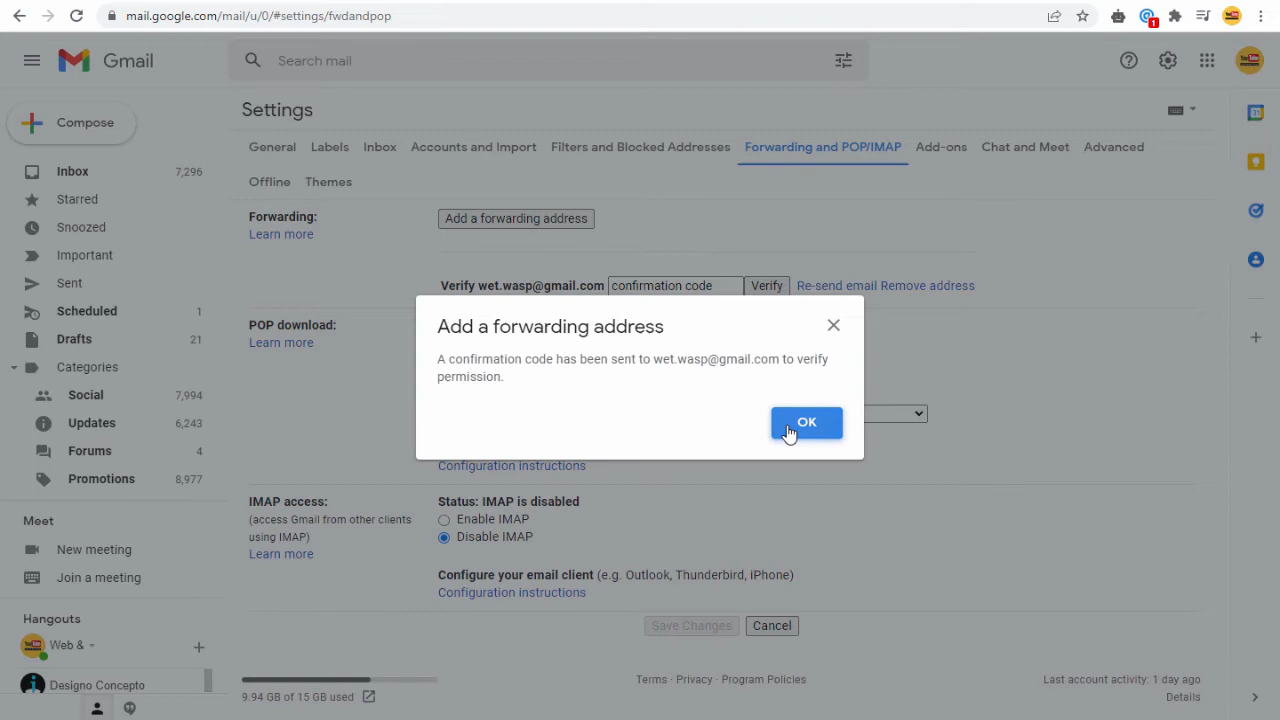 mail.google.com/mail/u/0/#settings/fwdandpop
1
Gmail
Search mail
Compose
Inbox 7,296
Starred
Snoozed
Important
Sent
Scheduled 1
Drafts 21
Categories
Social 7,994
Updates 6,243
Forums 4
Promotions 8,977
Meet
New meeting
Join a meeting
Hangouts
Web &
Designo Concepto
Settings
General Labels Inbox Accounts and Import Filters and Blocked Addresses Forwarding and POP/IMAP Add-ons Chat and Meet Advanced
Offline Themes
Forwarding:
Learn more
Add a forwarding address
Verify wet.wasp@gmail.com confirmation code Verify Re-send email Remove address
Add a forwarding address
A confirmation code has been sent to wet.wasp@gmail.com to verify
permission.
OK
POP download:
Learn more
Configuration instructions
IMAP access:
(access Gmail from other clients
using IMAP)
Learn more
Status: IMAP is disabled
Enable IMAP
Disable IMAP
Configure your email client (e.g. Outlook, Thunderbird, iPhone)
Configuration instructions
Save Changes Cancel
9.94 GB of 15 GB used
Terms · Privacy · Program Policies
Last account activity: 1 day ago
Details